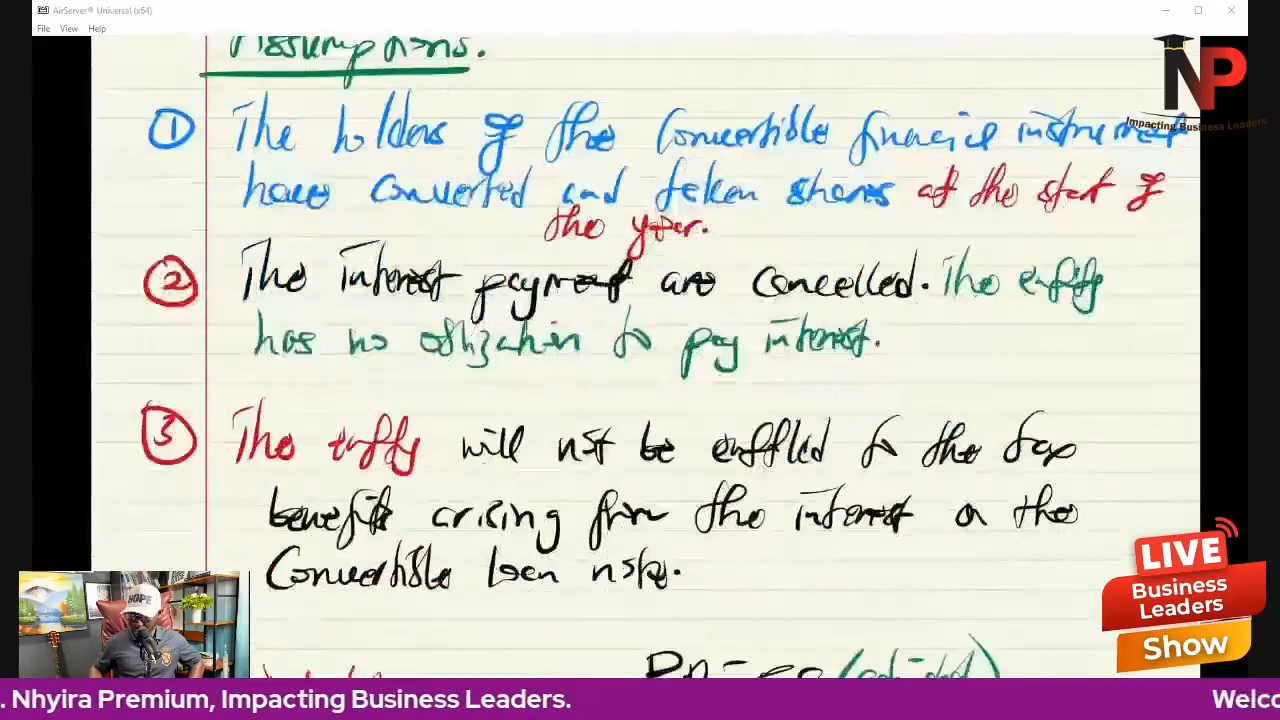 AirServer® Universal (x64)
File View Help
Assumptions.
NP
Impacting Business Leaders
① The holders of the Convertible financial instrument
have converted and taken shares at the start of
the year.
② The Interest payment are cancelled. The entity
has no obligation to pay interest.
③ The entity will not be entitled to the tax
benefit arising from the interest on the
Convertible loan note.
HOPE
LIVE
Business
Leaders
Show
. Nhyira Premium, Impacting Business Leaders.
Welco